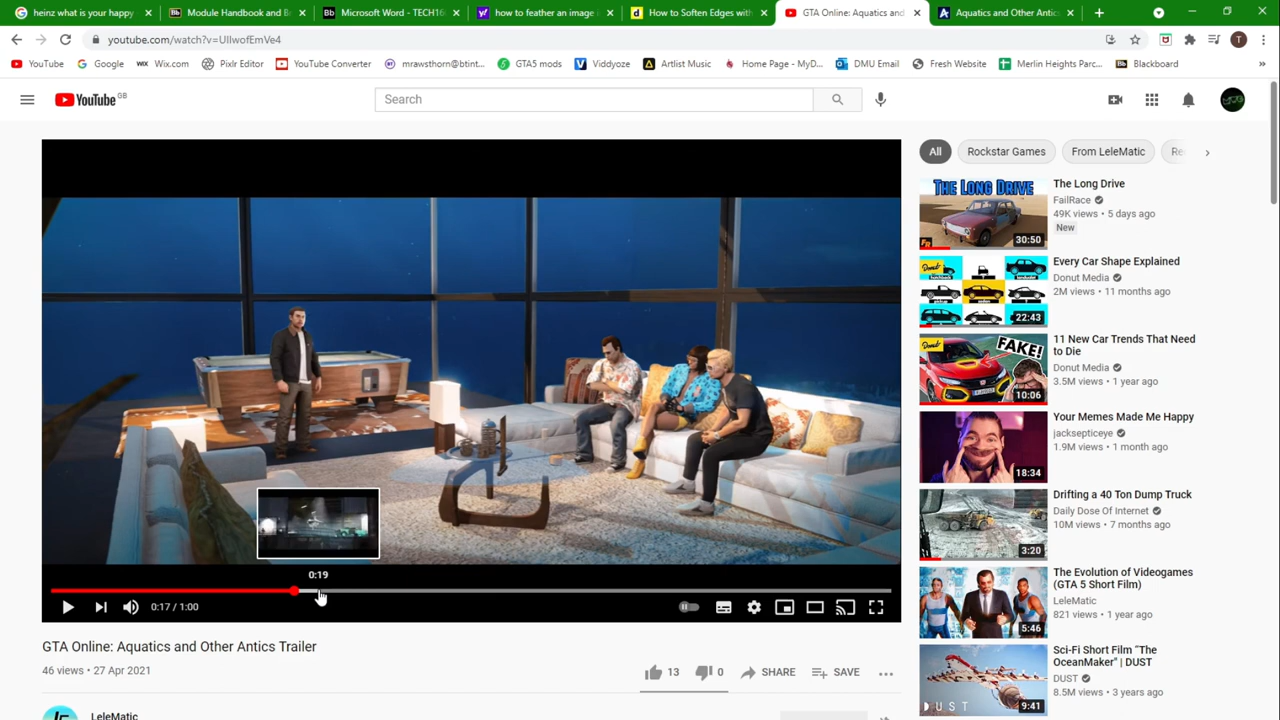 heinz what is your happy
Module Handbook and B
Microsoft Word - TECH16
how to feather an image i
How to Soften Edges with
GTA Online: Aquatics and
Aquatics and Other Antic
youtube.com/watch?v=UIIwofEmVe4
T
YouTube
Google
Wix.com
Pixlr Editor
YouTube Converter
mrawsthorn@btint...
GTA5 mods
Viddyoze
Artlist Music
Home Page - MyD...
DMU Email
Fresh Website
Merlin Heights Parc...
Blackboard
YouTube GB
Search
All
Rockstar Games
From LeleMatic
Re
THE LONG DRIVE
30:50
The Long Drive
FailRace
49K views • 5 days ago
New
22:43
Every Car Shape Explained
Donut Media
2M views • 11 months ago
FAKE!
10:06
11 New Car Trends That Need
to Die
Donut Media
3.5M views • 1 year ago
18:34
Your Memes Made Me Happy
jacksepticeye
1.9M views • 1 month ago
3:20
Drifting a 40 Ton Dump Truck
Daily Dose Of Internet
10M views • 7 months ago
5:46
The Evolution of Videogames
(GTA 5 Short Film)
LeleMatic
821 views • 1 year ago
DUST
9:41
Sci-Fi Short Film "The
OceanMaker" | DUST
DUST
8.5M views • 3 years ago
0:19
0:17 / 1:00
GTA Online: Aquatics and Other Antics Trailer
46 views • 27 Apr 2021
13
0
SHARE
SAVE
LeleMatic